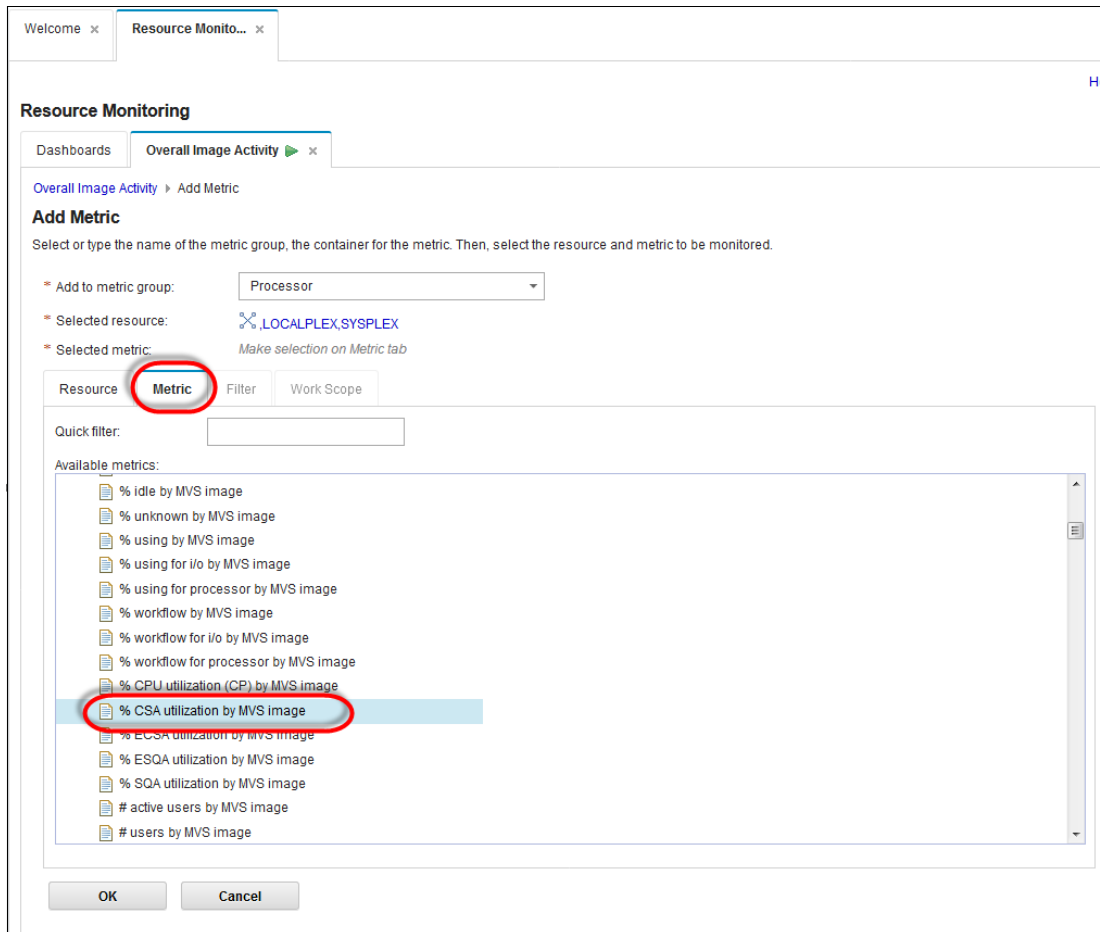 Welcome
Resource Monito...
H
Resource Monitoring
Dashboards
Overall Image Activity
Overall Image Activity Add Metric
Add Metric
Select or type the name of the metric group, the container for the metric. Then, select the resource and metric to be monitored.
* Add to metric group: Processor
* Selected resource: ,LOCALPLEX,SYSPLEX
* Selected metric: Make selection on Metric tab
Resource Metric Filter Work Scope
Quick filter:
Available metrics:
% idle by MVS image
% unknown by MVS image
% using by MVS image
% using for i/o by MVS image
% using for processor by MVS image
% workflow by MVS image
% workflow for i/o by MVS image
% workflow for processor by MVS image
% CPU utilization (CP) by MVS image
% CSA utilization by MVS image
% ECSA utilization by MVS image
% ESQA utilization by MVS image
% SQA utilization by MVS image
# active users by MVS image
# users by MVS image
OK Cancel